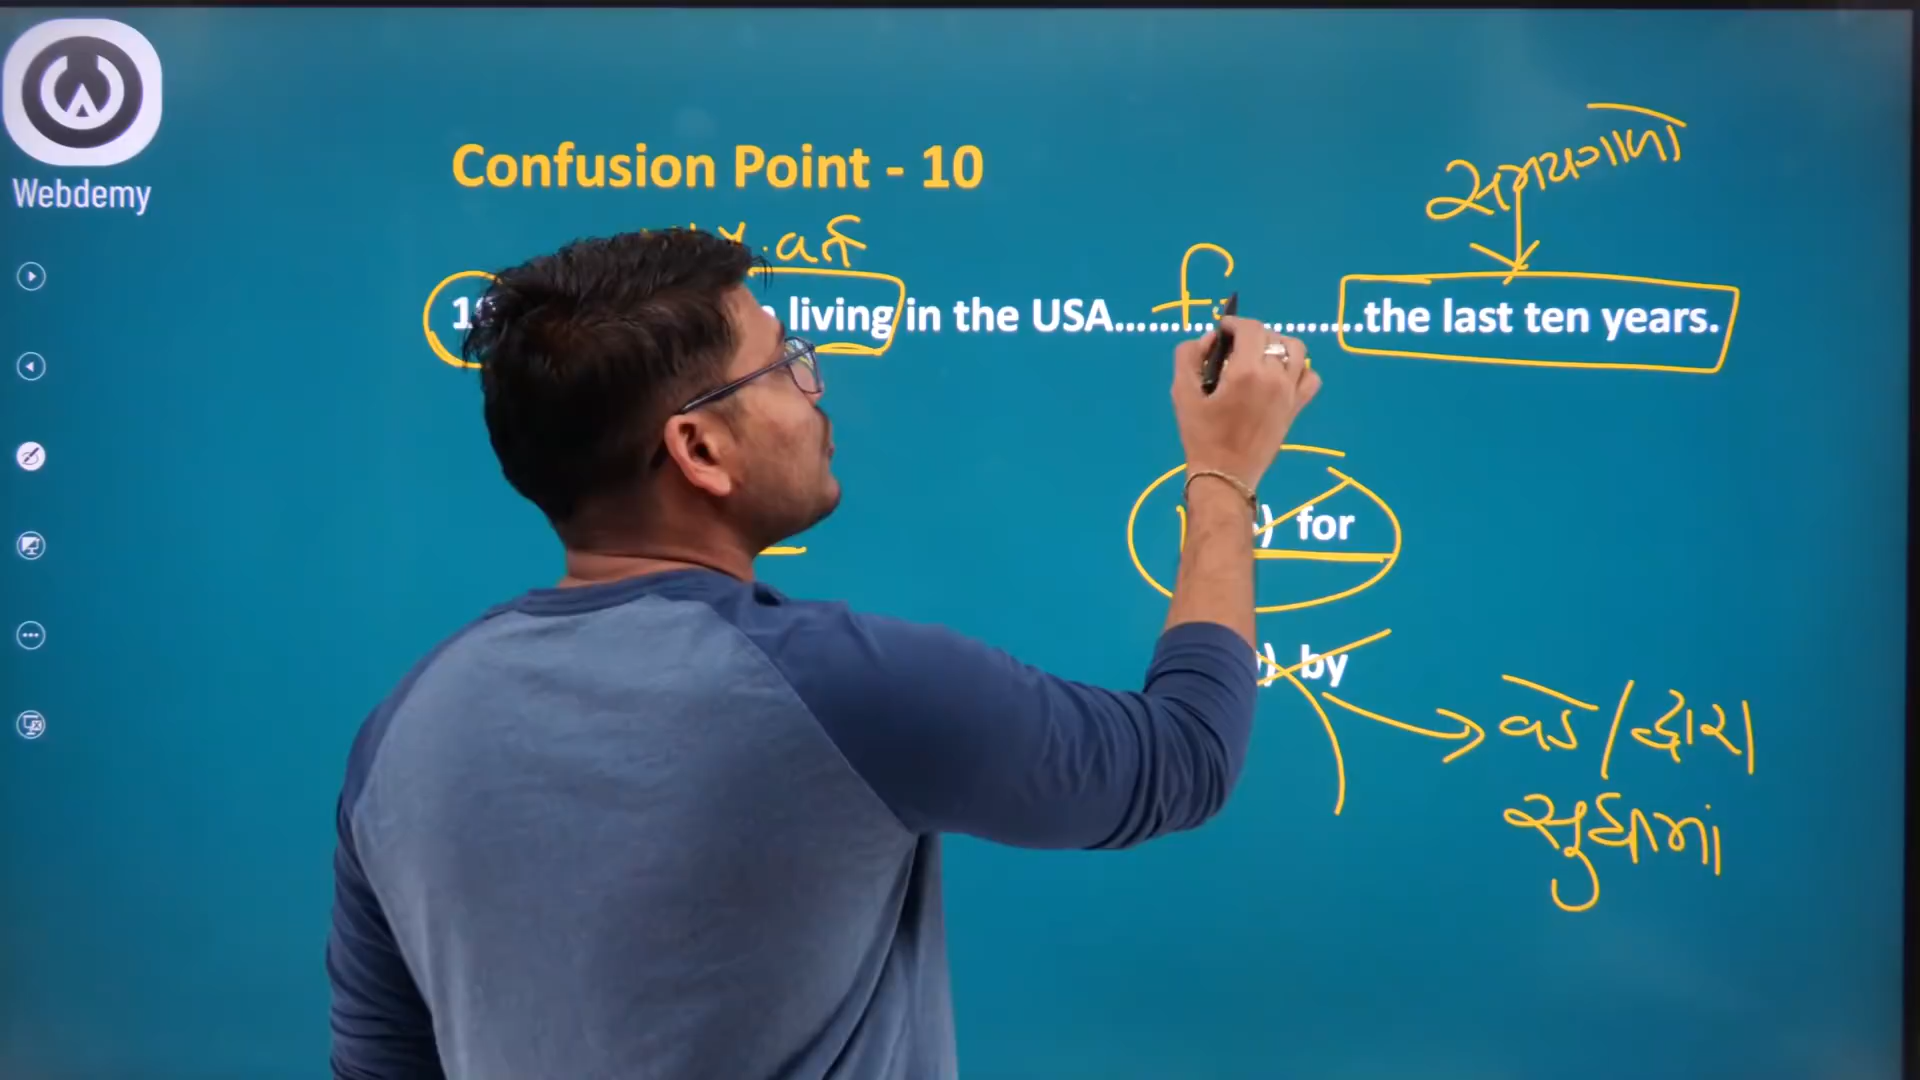 Webdemy
Confusion Point - 10
સમયગાળો
living in the USA....................the last ten years.
for
by
વડે / દ્વારા
સુધીમાં